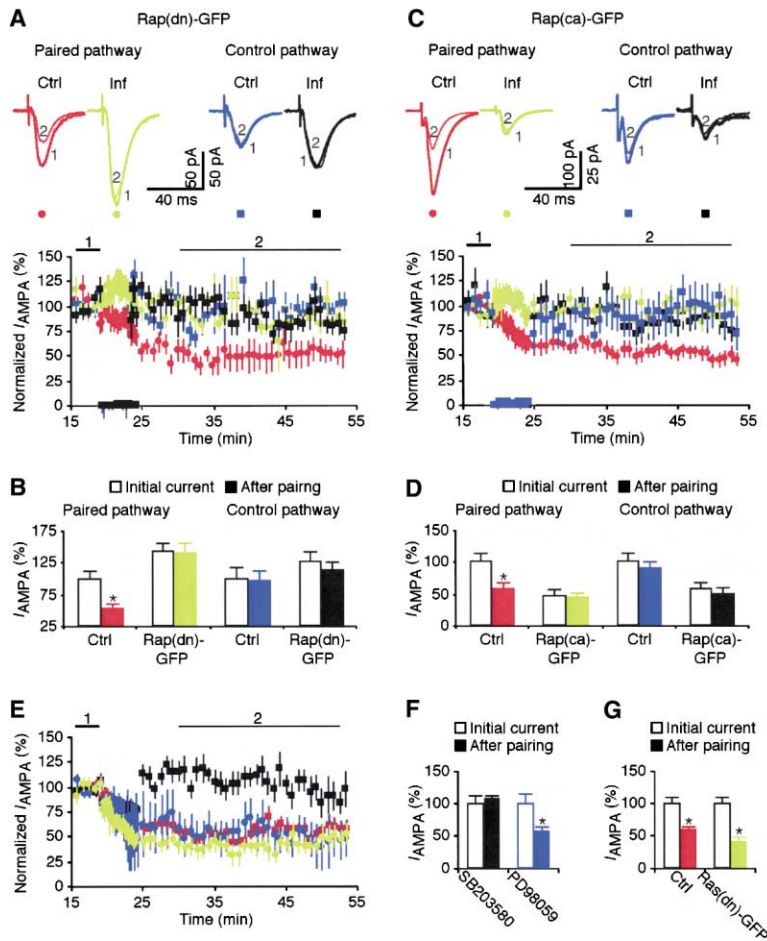 A
Rap(dn)-GFP
Paired pathway
Control pathway
Ctrl
Inf
Ctrl
Inf
2
1
2
1
2
1
2
1
50 pA
50 pA
40 ms
1
2
Normalized IAMPA (%)
150
125
100
75
50
25
0
15
25
35
45
55
Time (min)
C
Rap(ca)-GFP
Paired pathway
Control pathway
Ctrl
Inf
Ctrl
Inf
2
1
2
1
2
1
2
1
100 pA
25 pA
40 ms
1
2
Normalized IAMPA (%)
150
125
100
75
50
25
0
15
25
35
45
55
Time (min)
B
Initial current
After pairng
Paired pathway
Control pathway
IAMPA (%)
175
125
75
25
*
Ctrl
Rap(dn)-
GFP
Ctrl
Rap(dn)-
GFP
D
Initial current
After pairing
Paired pathway
Control pathway
IAMPA (%)
150
100
50
0
*
Ctrl
Rap(ca)-
GFP
Ctrl
Rap(ca)-
GFP
E
1
2
Normalized IAMPA (%)
150
125
100
75
50
25
0
15
25
35
45
55
Time (min)
F
Initial current
After pairing
IAMPA (%)
150
100
50
0
*
SB203580
PD98059
G
Initial current
After pairing
IAMPA (%)
150
100
50
0
*
*
Ctrl
Ras(dn)-GFP